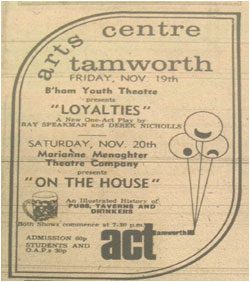 arts centre
tamworth
FRIDAY, NOV. 19th
B'ham Youth Theatre
presents
"LOYALTIES"
A New One-Act Play by
RAY SPEAKMAN and DEREK NICHOLLS
SATURDAY, NOV. 20th
Marianne Menaghter
Theatre Company
presents
"ON THE HOUSE"
An Illustrated History of
PUBS, TAVERNS AND
DRINKERS
Both Shows commence at 7-30 p.m.
ADMISSION 60p
STUDENTS AND
O.A.P.s 30p
act tamworth